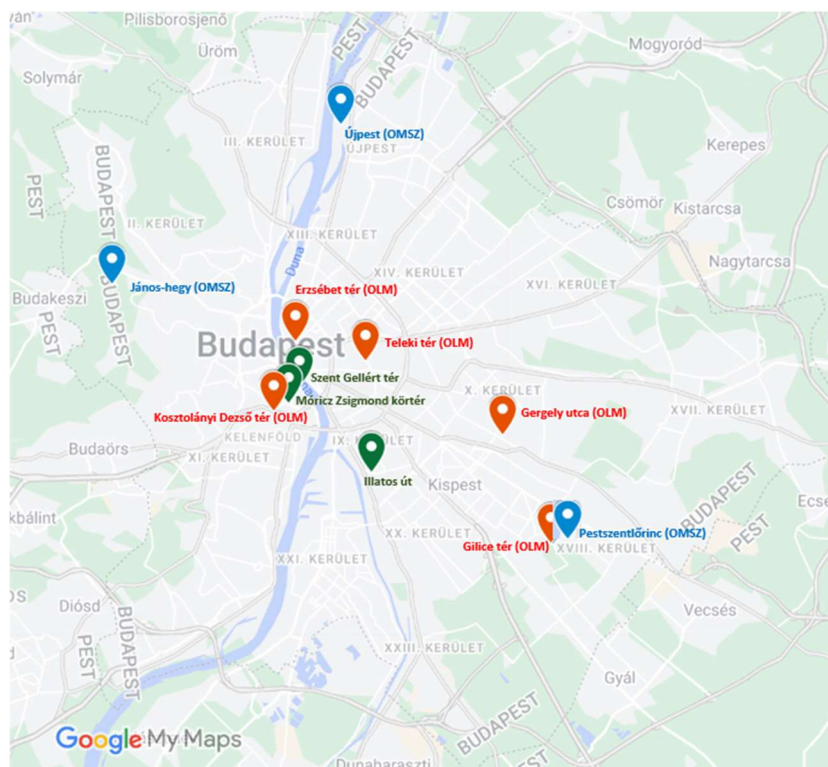 Pilisborosjenő
Üröm
Solymár
Mogyoród
PEST
BUDAPEST
Újpest (OMSZ)
III. KERÜLET
ÚJPEST
Kerepes
BUDAPEST
PEST
Csömör
Kistarcsa
II. KERÜLET
XIII. KERÜLET
Duna
Nagytarcsa
XIV. KERÜLET
János-hegy (OMSZ)
XVI. KERÜLET
Budakeszi
PEST
BUDAPEST
Erzsébet tér (OLM)
Budapest
Teleki tér (OLM)
Szent Gellért tér
X. KERÜLET
Móricz Zsigmond körtér
Gergely utca (OLM)
XVII. KERÜLET
Kosztolányi Dezső tér (OLM)
KELENFÖLD
IX. KERÜLET
Budaörs
XI. KERÜLET
Illatos út
Kispest
BUDAPEST
PEST
Ecse
kbálint
XX. KERÜLET
Pestszentlőrinc (OMSZ)
Gilice tér (OLM)
XVIII. KERÜLET
XXI. KERÜLET
Diósd
Vecsés
BUDAPEST
PEST
XXIII. KERÜLET
Gyál
BUDAPEST
PEST
Google My Maps
Dunaharaszti